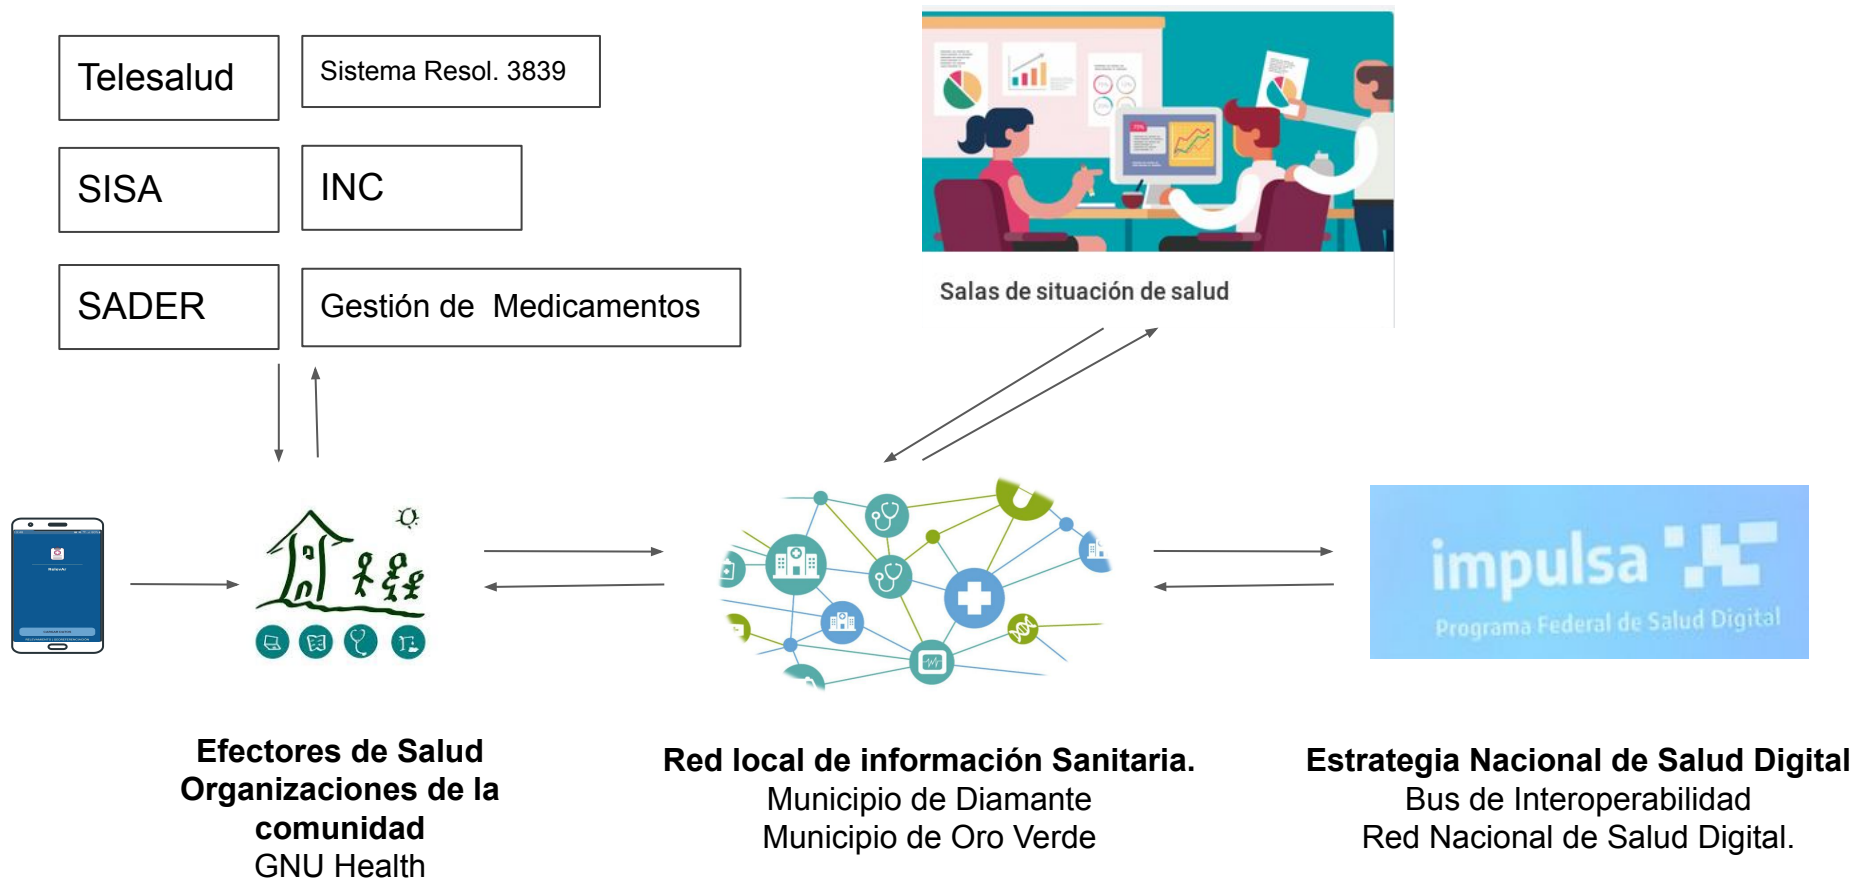 Telesalud
Sistema Resol. 3839
SISA
INC
SADER
Gestión de  Medicamentos
Salas de situación de salud
impulsa
Programa Federal de Salud Digital
Efectores de Salud
Organizaciones de la
comunidad
GNU Health
Red local de información Sanitaria.
Municipio de Diamante
Municipio de Oro Verde
Estrategia Nacional de Salud Digital
Bus de Interoperabilidad
Red Nacional de Salud Digital.